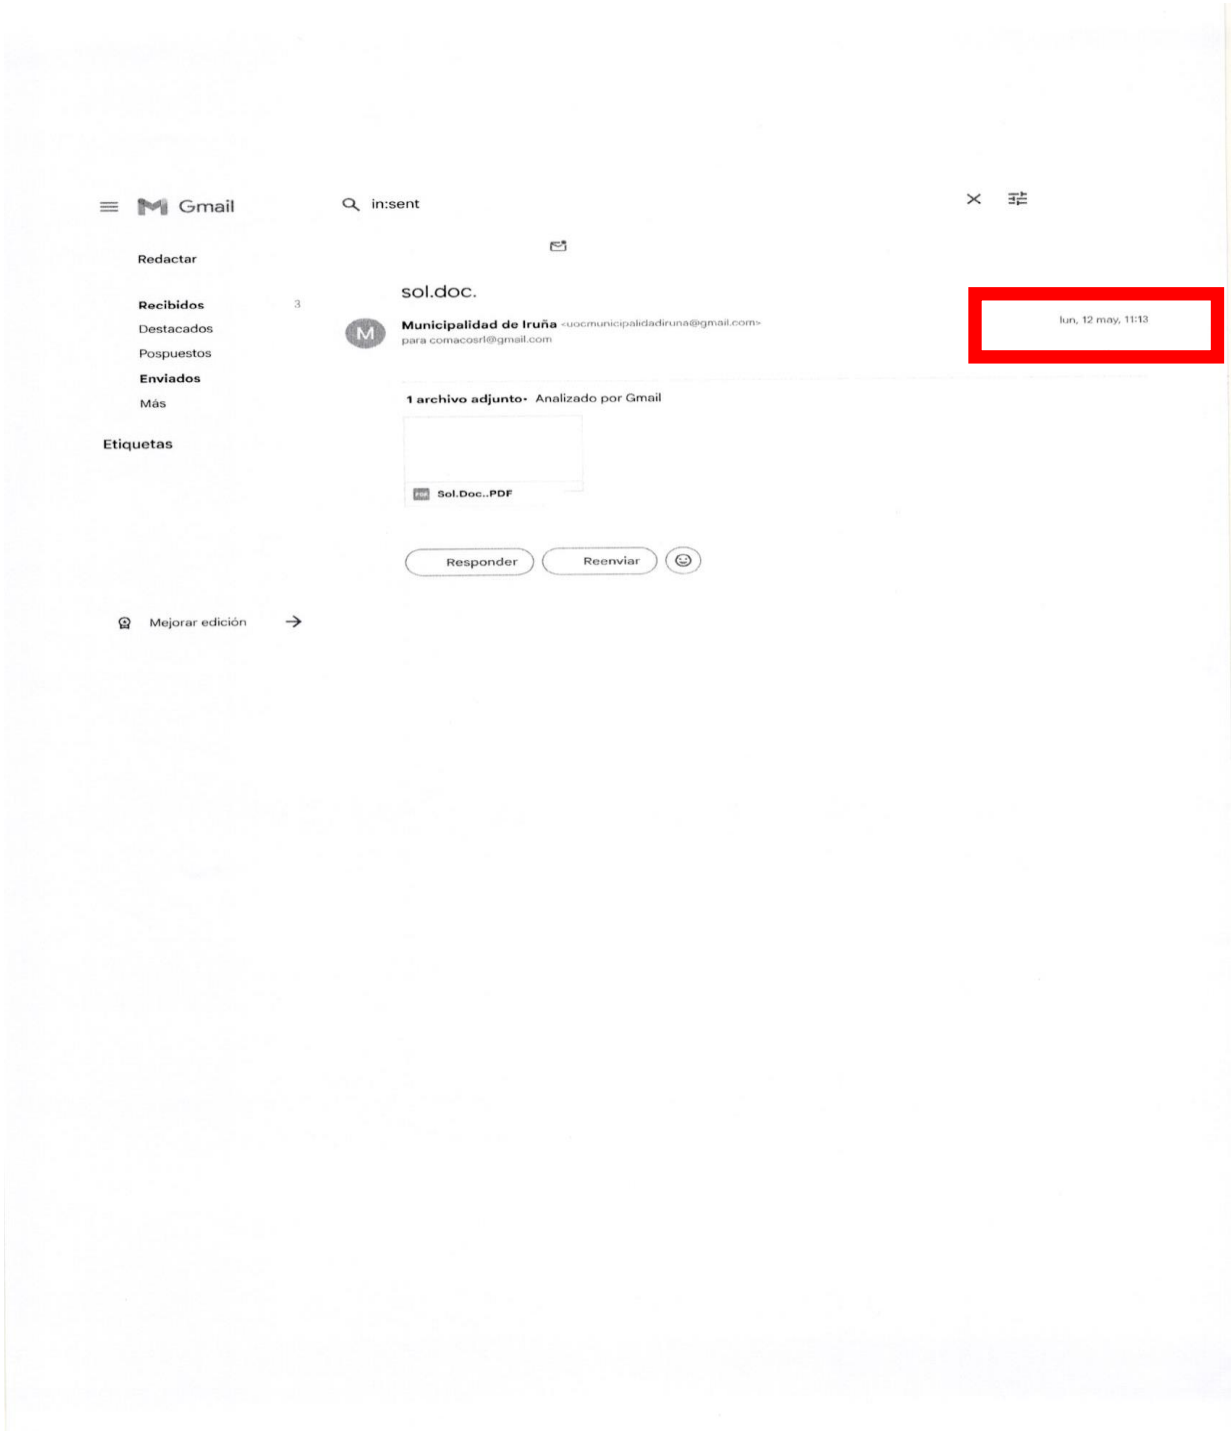 Gmail
in:sent
Redactar
sol.doc.
Recibidos 3
Municipalidad de Iruña <uocmunicipalidadiruna@gmail.com>
lun, 12 may, 11:13
M
para comacosrl@gmail.com
Destacados
Pospuestos
Enviados
Más
1 archivo adjunto• Analizado por Gmail
Etiquetas
PDF Sol.Doc..PDF
Responder
Reenviar
Mejorar edición